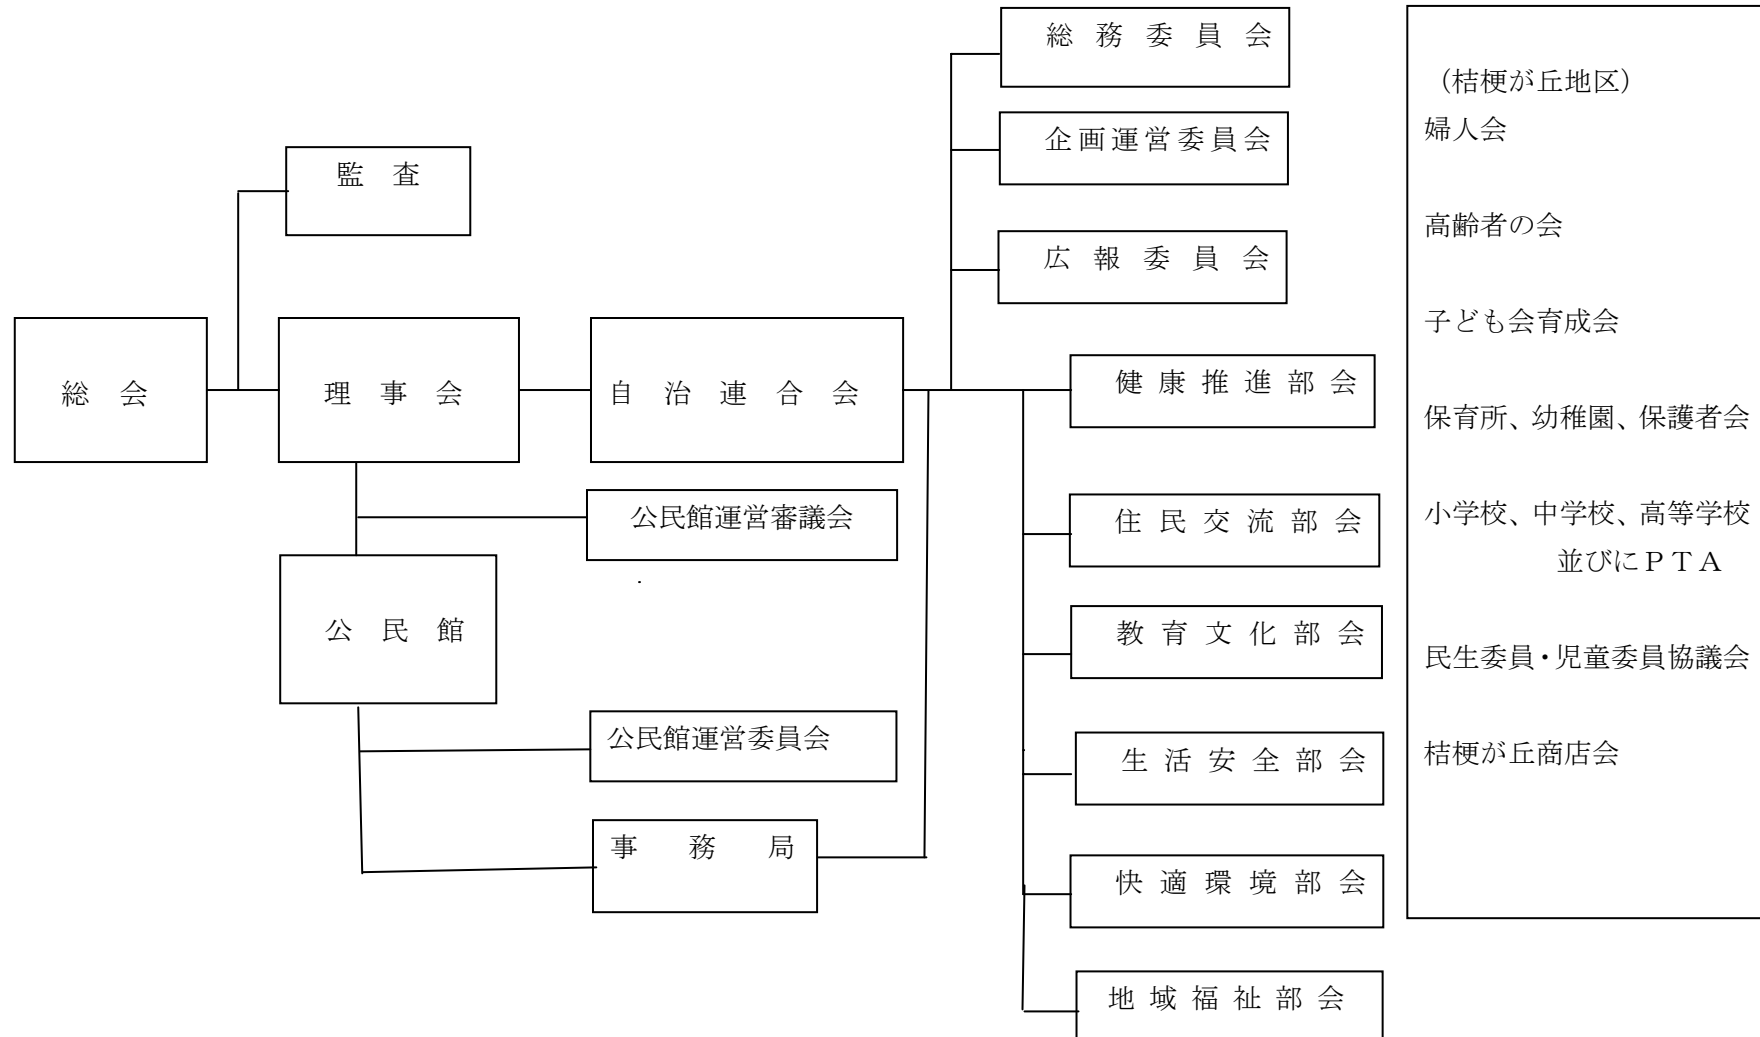 総務委員会
企画運営委員会
広報委員会
監査
総会
理事会
自治連合会
公民館運営審議会
公民館
公民館運営委員会
事務局
健康推進部会
住民交流部会
教育文化部会
生活安全部会
快適環境部会
地域福祉部会
（桔梗が丘地区）
婦人会
高齢者の会
子ども会育成会
保育所、幼稚園、保護者会
小学校、中学校、高等学校
並びにＰＴＡ
民生委員・児童委員協議会
桔梗が丘商店会